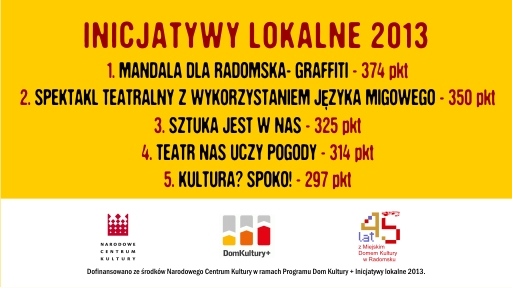 INICJATYWY LOKALNE 2013
1. MANDALA DLA RADOMSKA- GRAFFITI - 374 pkt
2. SPEKTAKL TEATRALNY Z WYKORZYSTANIEM JĘZYKA MIGOWEGO - 350 pkt
3. SZTUKA JEST W NAS - 325 pkt
4. TEATR NAS UCZY POGODY - 314 pkt
5. KULTURA? SPOKO! - 297 pkt
NARODOWE
CENTRUM
KULTURY
DomKultury+
45
lat
z Miejskim
Domem Kultury
w Radomsku
Dofinansowano ze środków Narodowego Centrum Kultury w ramach Programu Dom Kultury + Inicjatywy lokalne 2013.